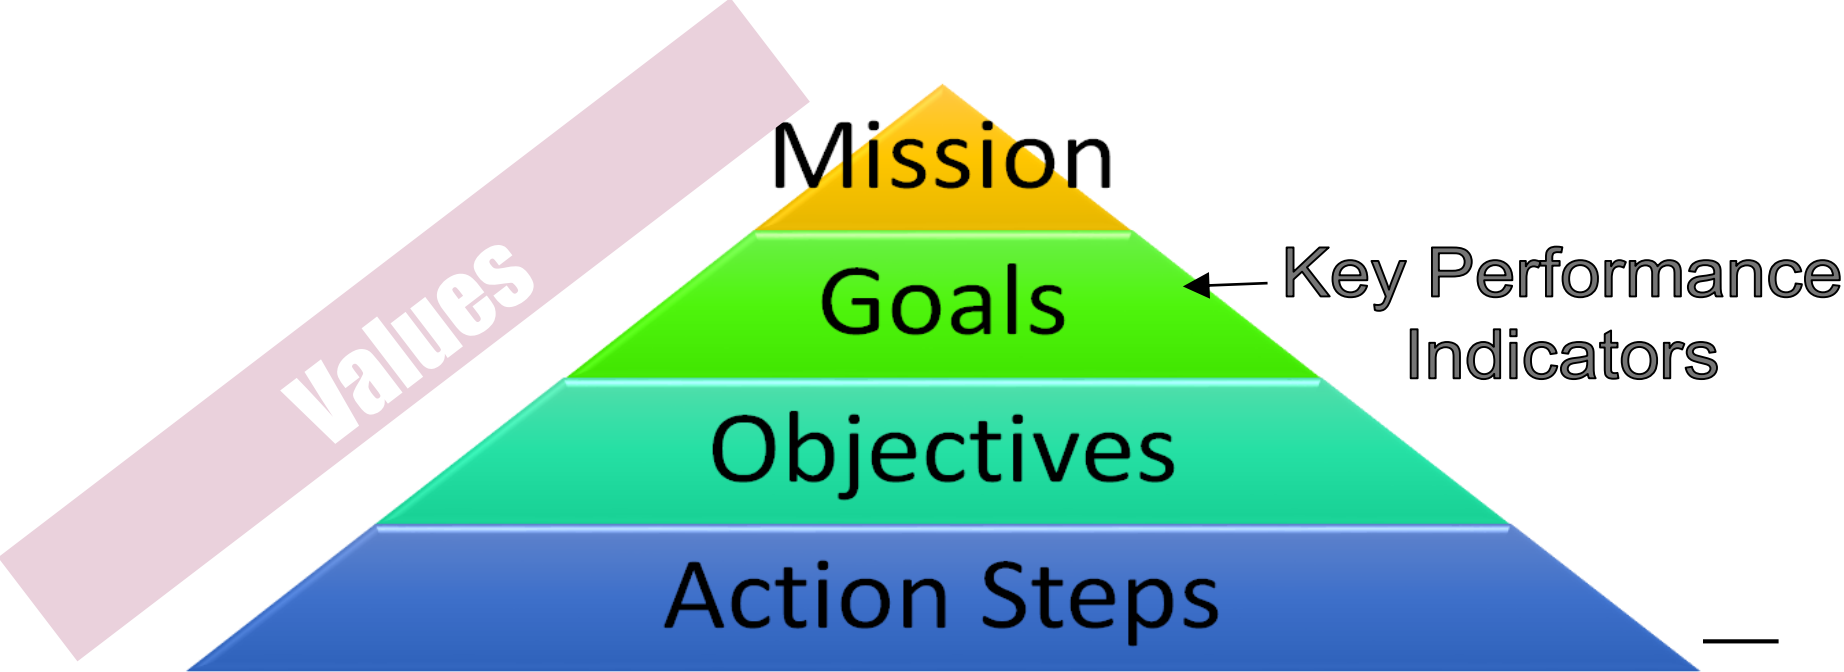 Mission
Values
Goals
Key Performance
Indicators
Objectives
Action Steps